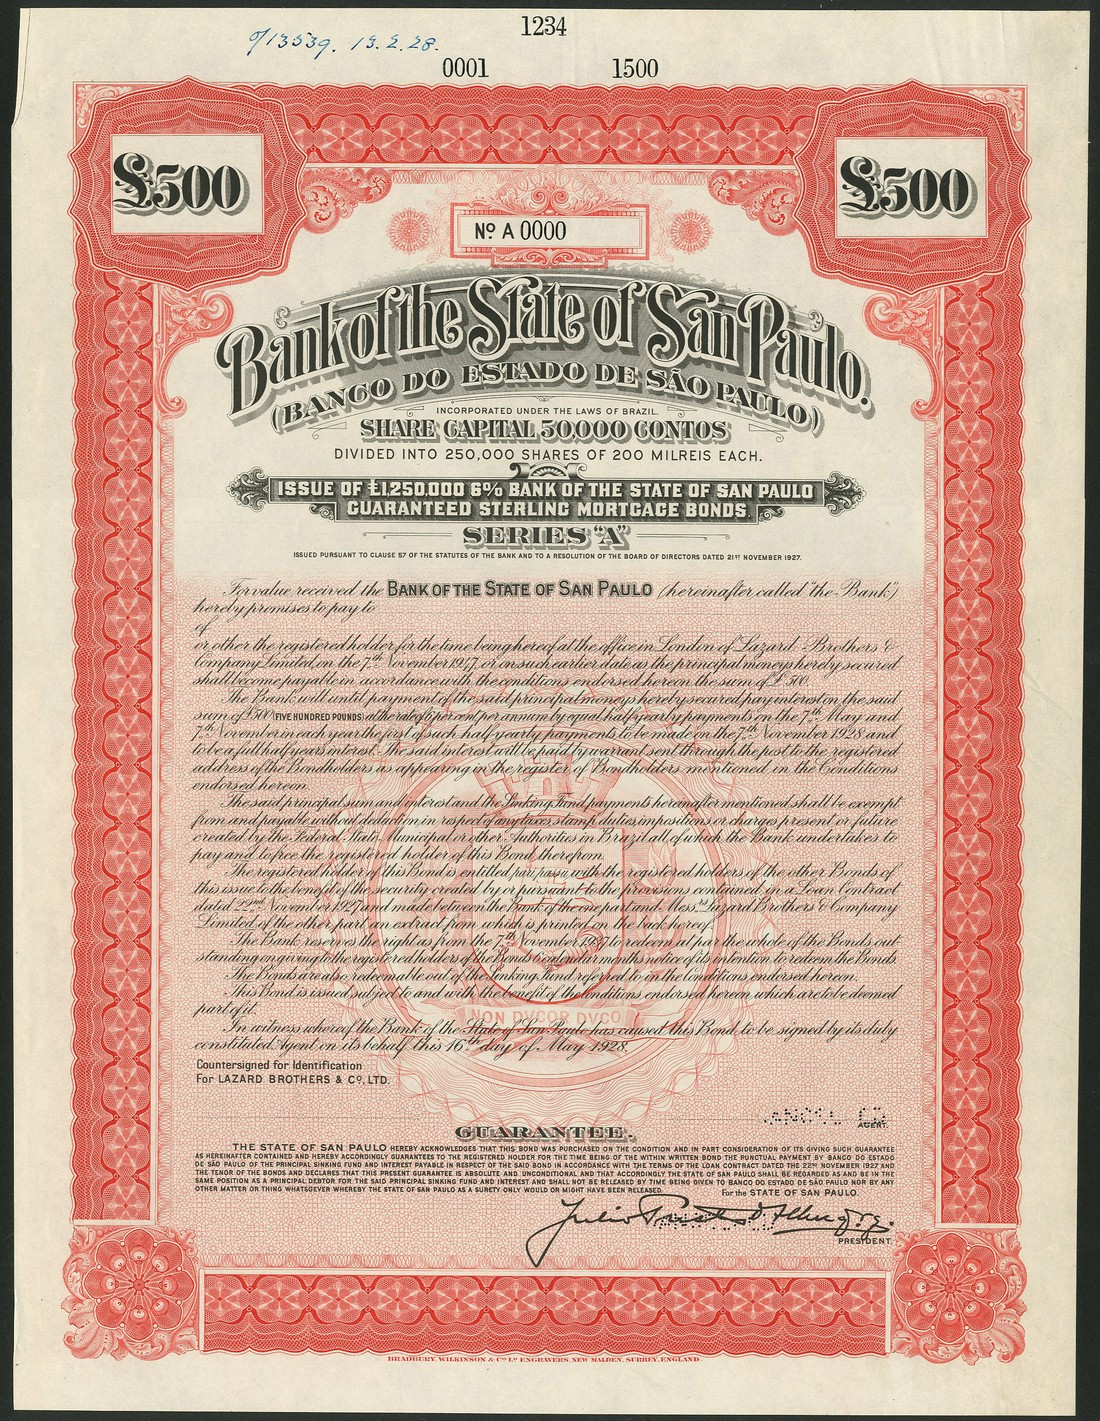 1234
0/13539. 13.2.28.
0001 1500
£500 £500
No A 0000
Bank of the State of San Paulo.
(BANCO DO ESTADO DE SÃO PAULO)
INCORPORATED UNDER THE LAWS OF BRAZIL.
SHARE CAPITAL 50.000 CONTOS
DIVIDED INTO 250,000 SHARES OF 200 MILREIS EACH.
ISSUE OF £1,250,000 6% BANK OF THE STATE OF SAN PAULO
GUARANTEED STERLING MORTGAGE BONDS.
SERIES "A"
ISSUED PURSUANT TO CLAUSE 57 OF THE STATUTES OF THE BANK AND TO A RESOLUTION OF THE BOARD OF DIRECTORS DATED 21ST NOVEMBER 1927.
For value received the BANK OF THE STATE OF SAN PAULO (hereinafter called "the Bank")
hereby promises to pay to
of
or other the registered holder for the time being hereof at the office in London of Lazard Brothers &
Company Limited, on the 7th November 1947, or on such earlier date as the principal moneys hereby secured
shall become payable in accordance with the conditions endorsed hereon the sum of £500.
The Bank will until payment of the said principal moneys hereby secured pay interest on the said
sum of £500 (FIVE HUNDRED POUNDS) at the rate of 6 per cent, per annum by equal half yearly payments on the 7th May and
7th November in each year the first of such half yearly payments to be made on the 7th November 1928 and
to be a full half years interest. The said interest will be paid by warrant sent through the post to the registered
address of the Bondholders as appearing in the register of Bondholders mentioned in the Conditions
endorsed hereon.
The said principal sum and interest and the Sinking Fund payments hereinafter mentioned shall be exempt
from and payable without deduction in respect of any taxes, stamp duties, impositions or charges present or future
created by the Federal, State, Municipal or other Authorities in Brazil all of which the Bank undertakes to
pay and to free the registered holder of this Bond therefrom.
The registered holder of this Bond is entitled pari passu with the registered holders of the other Bonds of
this issue to the benefit of the security created by or pursuant to the provisions contained in a Loan Contract
dated 22nd November 1927 and made between the Bank of the one part and Messrs Lazard Brothers & Company
Limited of the other part an extract from which is printed on the back hereof.
The Bank reserves the right as from the 7th November 1937 to redeem at par the whole of the Bonds out-
standing on giving to the registered holders of the Bonds 6 calendar months notice of its intention to redeem the Bonds.
The Bonds are also redeemable out of the Sinking Fund referred to in the Conditions endorsed hereon.
This Bond is issued subject to and with the benefit of the Conditions endorsed hereon which are to be deemed
part of it.
NON DVCOR DVCO
In witness whereof the Bank of the State of San Paulo has caused this Bond to be signed by its duly
constituted Agent on its behalf this 16th day of May 1928.
Countersigned for Identification
For LAZARD BROTHERS & CO. LTD.
AGENT.
GUARANTEE.
THE STATE OF SAN PAULO HEREBY ACKNOWLEDGES THAT THIS BOND WAS PURCHASED ON THE CONDITION AND IN PART CONSIDERATION OF ITS GIVING SUCH GUARANTEE
AS HEREINAFTER CONTAINED AND HEREBY ACCORDINGLY GUARANTEES TO THE REGISTERED HOLDER FOR THE TIME BEING OF THE WITHIN WRITTEN BOND THE PUNCTUAL PAYMENT BY BANCO DO ESTADO
DE SÃO PAULO OF THE PRINCIPAL SINKING FUND AND INTEREST PAYABLE IN RESPECT OF THE SAID BOND IN ACCORDANCE WITH THE TERMS OF THE LOAN CONTRACT DATED THE 22ND NOVEMBER 1927 AND
THE TENOR OF THE BONDS AND DECLARES THAT THIS PRESENT GUARANTEE IS ABSOLUTE AND UNCONDITIONAL AND THAT ACCORDINGLY THE STATE OF SAN PAULO SHALL BE REGARDED AS AND BE IN THE
SAME POSITION AS A PRINCIPAL DEBTOR FOR THE SAID PRINCIPAL SINKING FUND AND INTEREST AND SHALL NOT BE RELEASED BY TIME BEING GIVEN TO BANCO DO ESTADO DE SÃO PAULO NOR BY ANY
OTHER MATTER OR THING WHATSOEVER WHEREBY THE STATE OF SAN PAULO AS A SURETY ONLY WOULD OR MIGHT HAVE BEEN RELEASED.
For the STATE OF SAN PAULO.
Julio Prestes d'Albuq.
PRESIDENT.
BRADBURY, WILKINSON & CO LD ENGRAVERS, NEW MALDEN, SURREY, ENGLAND.